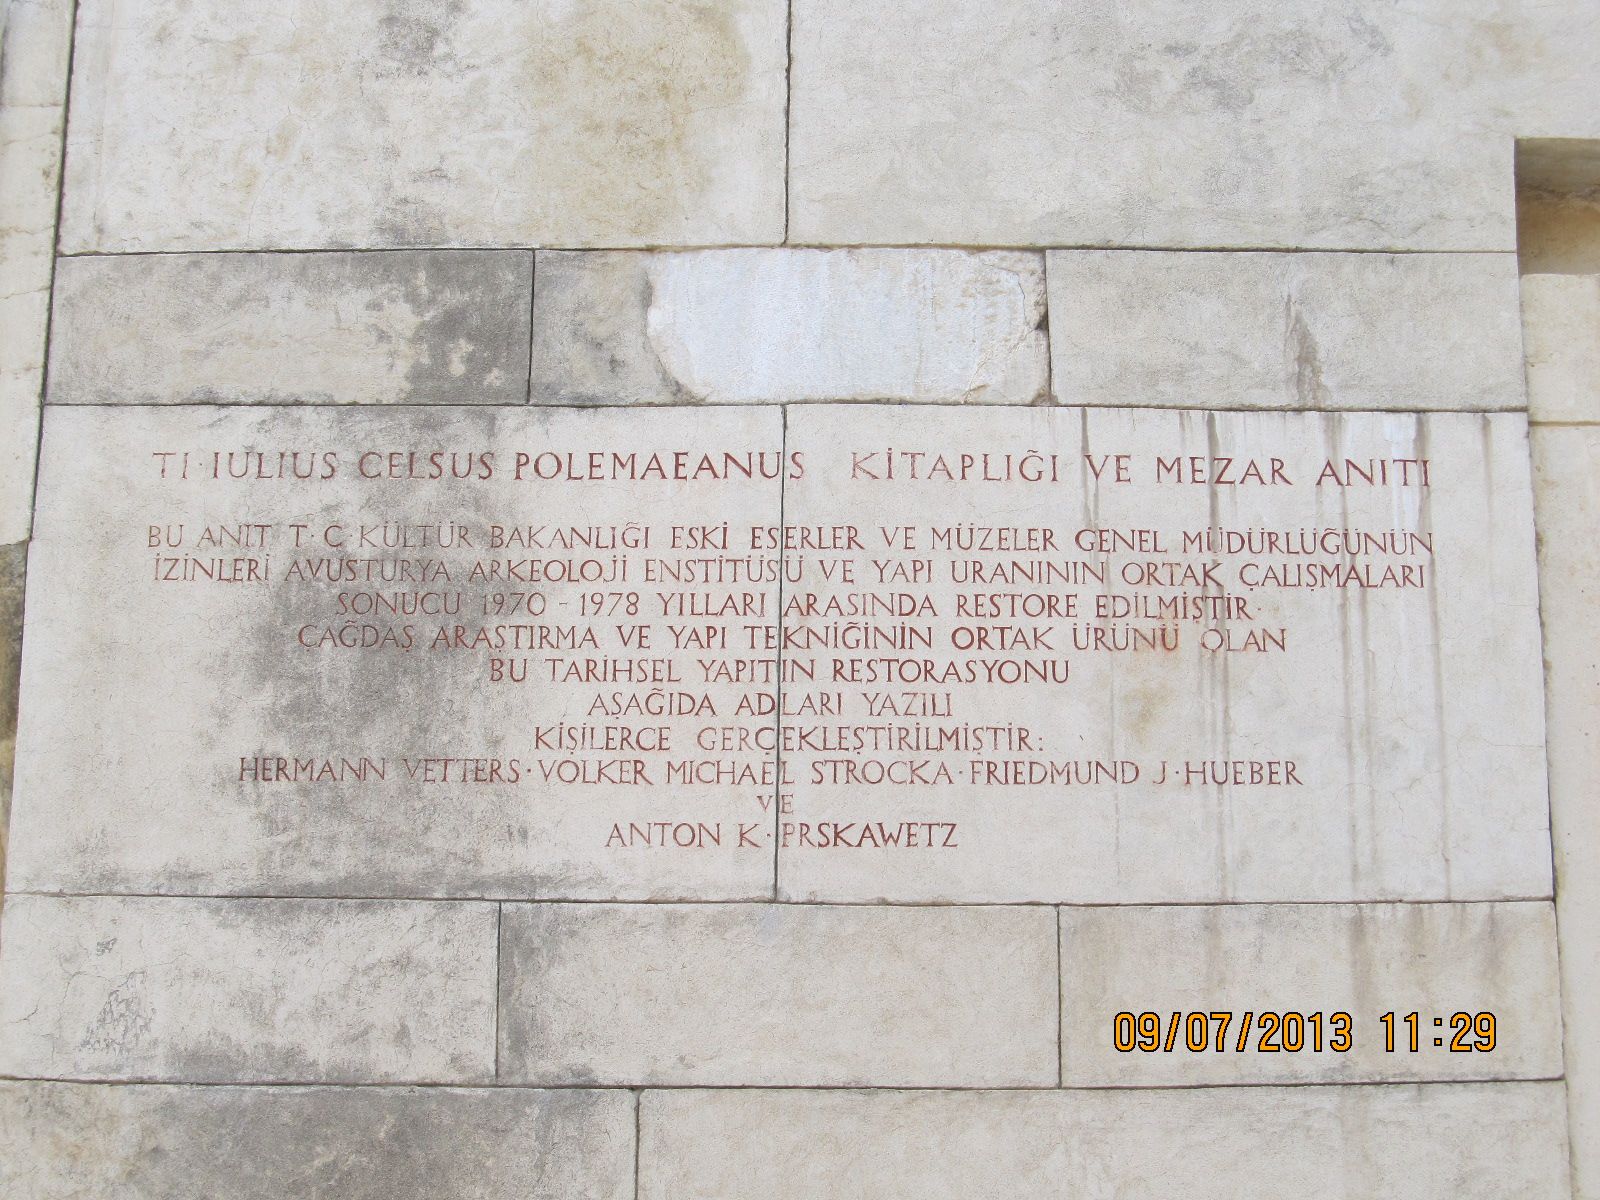 TI·IULIUS CELSUS POLEMAEANUS KİTAPLIĞI VE MEZAR ANITI
BU ANIT T·C·KÜLTÜR BAKANLIĞI ESKİ ESERLER VE MÜZELER GENEL MÜDÜRLÜĞÜNÜN
İZİNLERİ AVUSTURYA ARKEOLOJİ ENSTİTÜSÜ VE YAPI URANININ ORTAK ÇALIŞMALARI
SONUCU 1970 - 1978 YILLARI ARASINDA RESTORE EDİLMİŞTİR·
ÇAĞDAŞ ARAŞTIRMA VE YAPI TEKNİĞİNİN ORTAK ÜRÜNÜ OLAN
BU TARİHSEL YAPITIN RESTORASYONU
AŞAĞIDA ADLARI YAZILI
KİŞİLERCE GERÇEKLEŞTİRİLMİŞTİR:
HERMANN VETTERS·VOLKER MICHAEL STROCKA·FRIEDMUND J·HUEBER
VE
ANTON K·PRSKAWETZ
09/07/2013 11:29